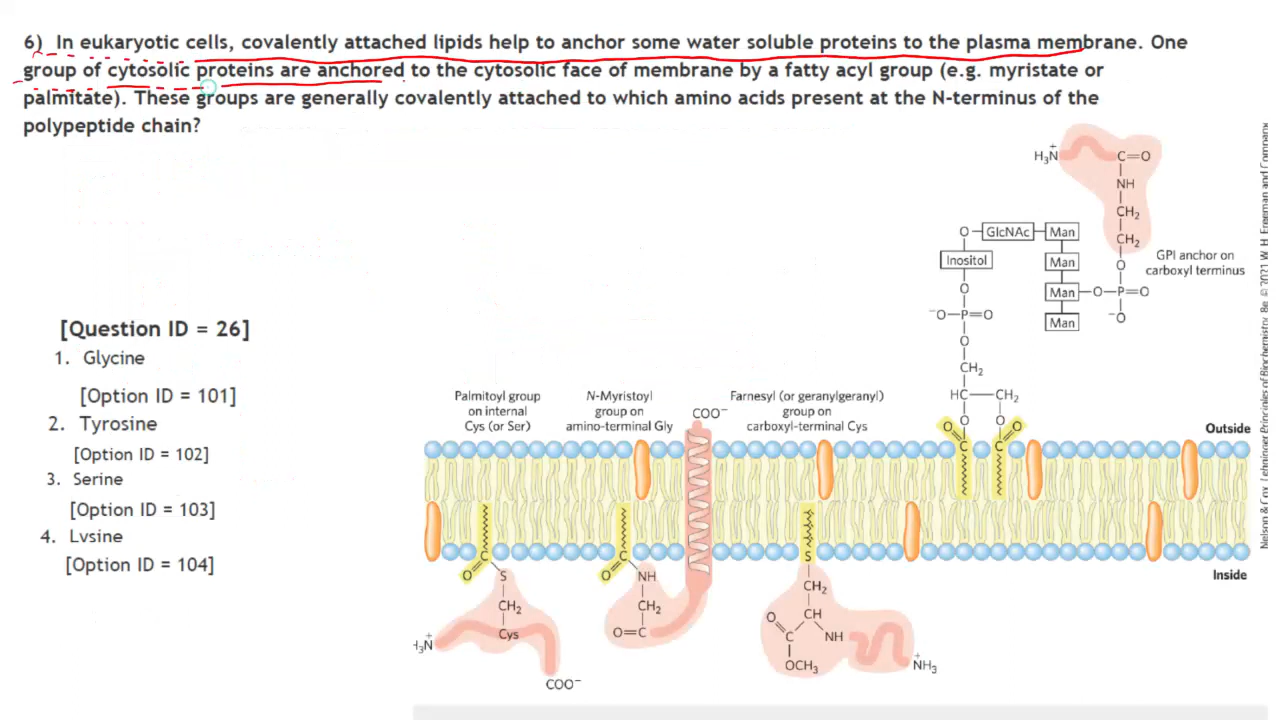 6) In eukaryotic cells, covalently attached lipids help to anchor some water soluble proteins to the plasma membrane. One
group of cytosolic proteins are anchored to the cytosolic face of membrane by a fatty acyl group (e.g. myristate or
palmitate). These groups are generally covalently attached to which amino acids present at the N-terminus of the
polypeptide chain?
H₃N⁺
C=O
NH
CH₂
CH₂
O
GPI anchor on
carboxyl terminus
O
GlcNAc
Man
Inositol
Man
O
Man
O
P=O
⁻O
Man
⁻O-P=O
O
CH₂
HC
CH₂
O
O
O
O
C
C
[Question ID = 26]
1. Glycine
[Option ID = 101]
2. Tyrosine
[Option ID = 102]
3. Serine
[Option ID = 103]
4. Lvsine
[Option ID = 104]
Palmitoyl group
on internal
Cys (or Ser)
N-Myristoyl
group on
amino-terminal Gly
COO⁻
Farnesyl (or geranylgeranyl)
group on
carboxyl-terminal Cys
Outside
Inside
C
O
S
CH₂
Cys
H₃N⁺
COO⁻
C
O
NH
CH₂
O=C
S
CH₂
CH
O
C
NH
OCH₃
NH₃⁺
Nelson & Cox, Lehninger Principles of Biochemistry, 8e, © 2021 W. H. Freeman and Company